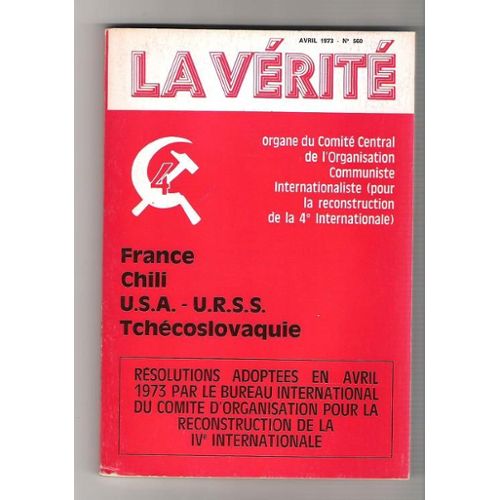 AVRIL 1973 - N° 560
LA VÉRITÉ
4
organe du Comité Central
de l'Organisation
Communiste
Internationaliste (pour
la reconstruction
de la 4e Internationale)
France
Chili
U.S.A. - U.R.S.S.
Tchécoslovaquie
RÉSOLUTIONS ADOPTEES EN AVRIL
1973 PAR LE BUREAU INTERNATIONAL
DU COMITE D'ORGANISATION POUR LA
RECONSTRUCTION DE LA
IVe INTERNATIONALE